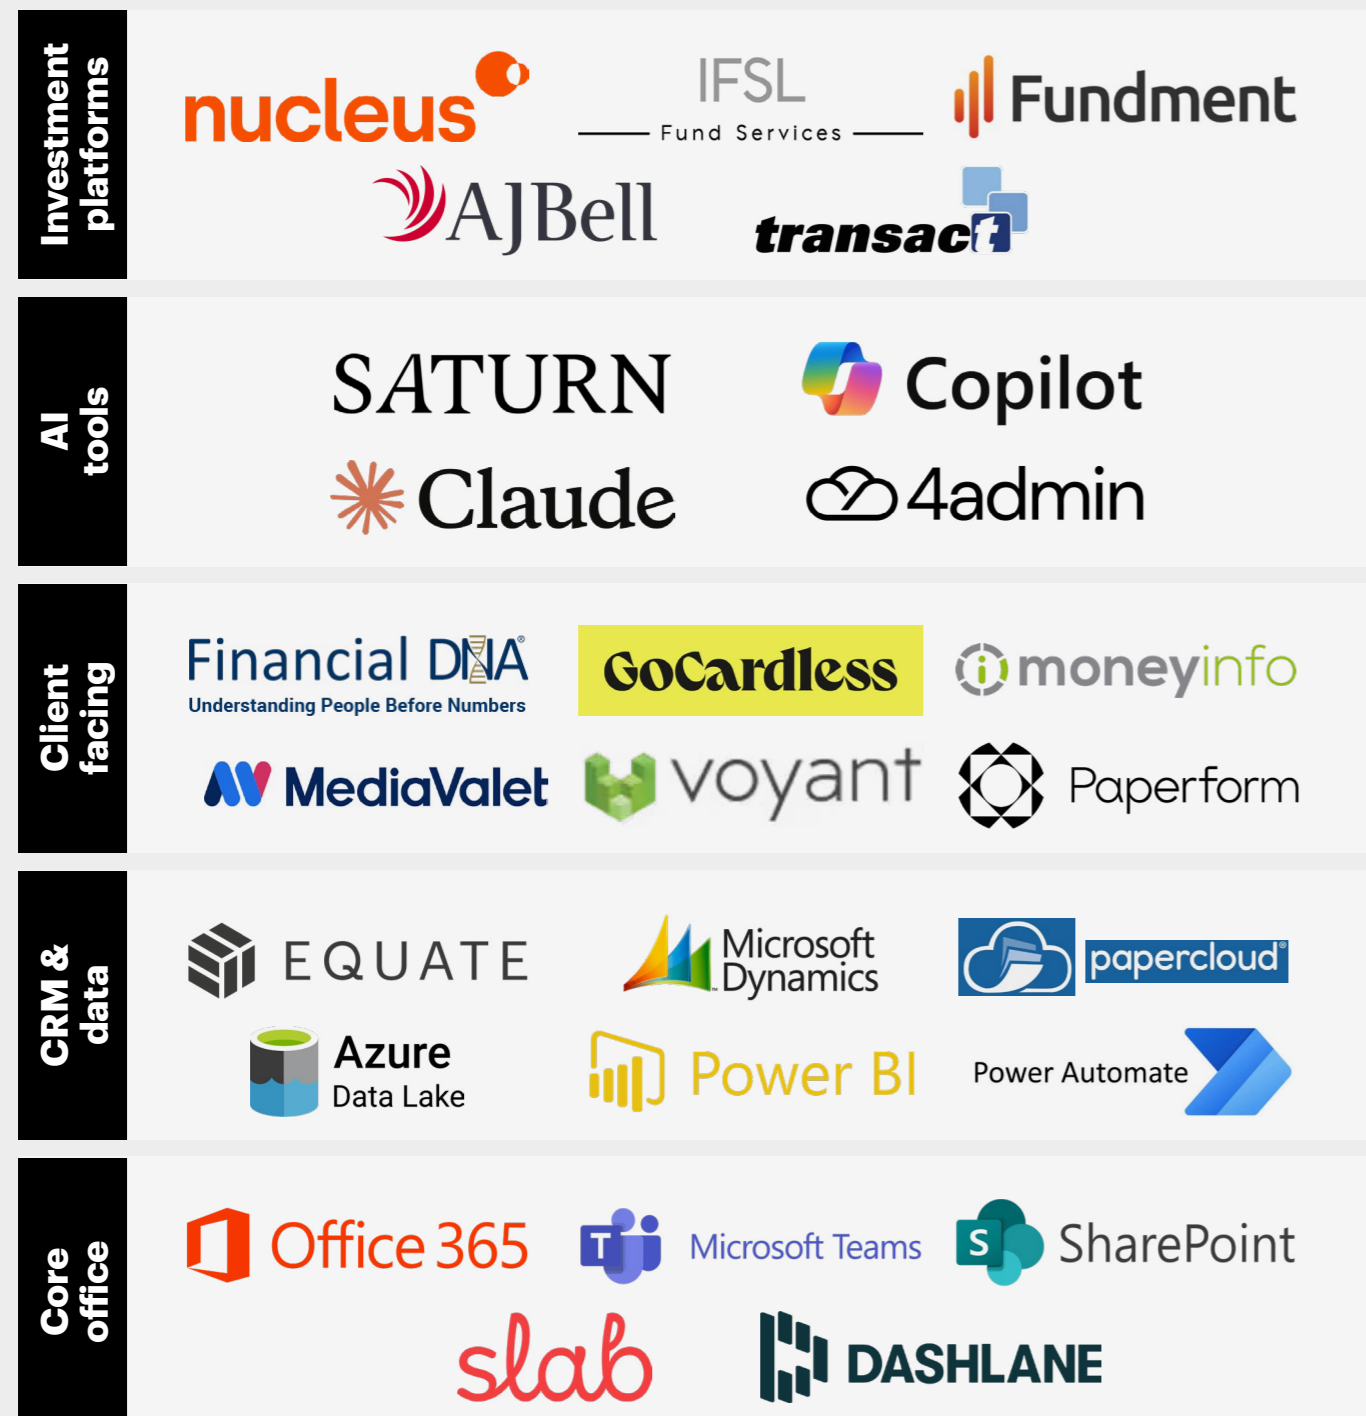 Investment
platforms
nucleus
IFSL
Fund Services
Fundment
AJBell
transact
AI
tools
SATURN
Copilot
Claude
4admin
Client
facing
Financial DNA®
Understanding People Before Numbers
GoCardless
moneyinfo
MediaValet
voyant
Paperform
CRM &
data
EQUATE
Microsoft
Dynamics™
papercloud®
Azure
Data Lake
Power BI
Power Automate
Core
office
Office 365
T
Microsoft Teams
S
SharePoint
slab
DASHLANE